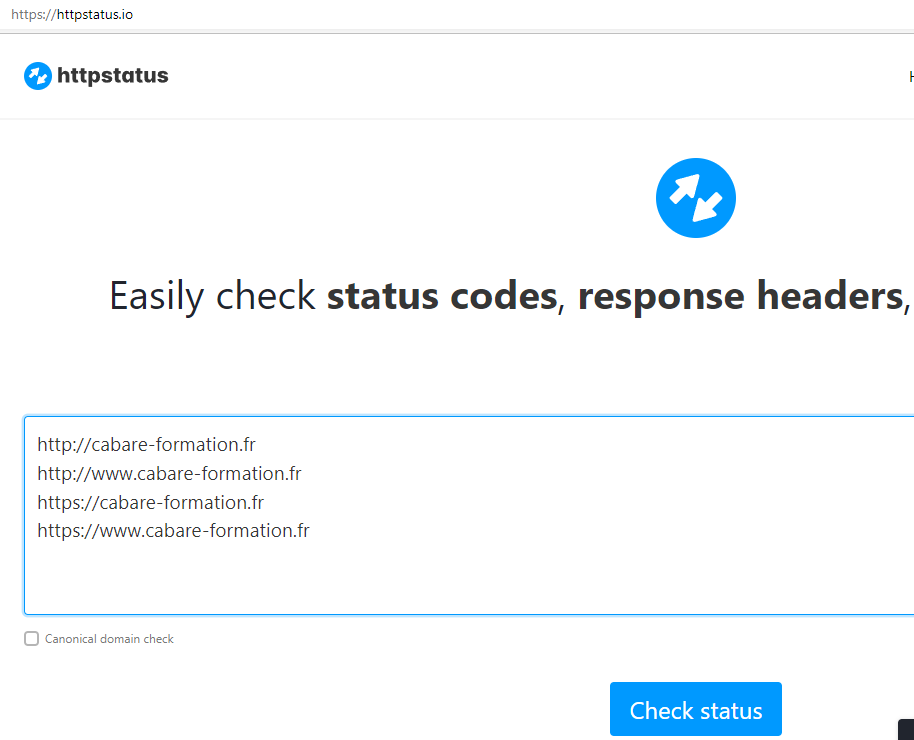 https://httpstatus.io
httpstatus
Easily check status codes, response headers,
http://cabare-formation.fr
http://www.cabare-formation.fr
https://cabare-formation.fr
https://www.cabare-formation.fr
Canonical domain check
Check status